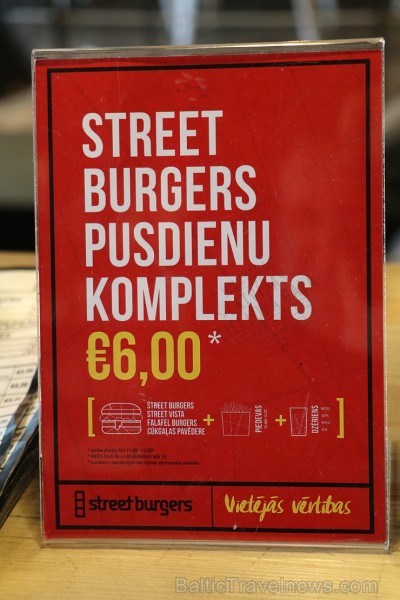 STREET
BURGERS
PUSDIENU
KOMPLEKTS
€6,00*
[ STREET BURGERS
STREET VISTA
FALAFEL BURGERS
CŪKGAĻAS PAVĒDERE
+ PIEDEVAS + DZĒRIENS ]
streetburgers
Vietējās vērtības
BalticTravelnews.com